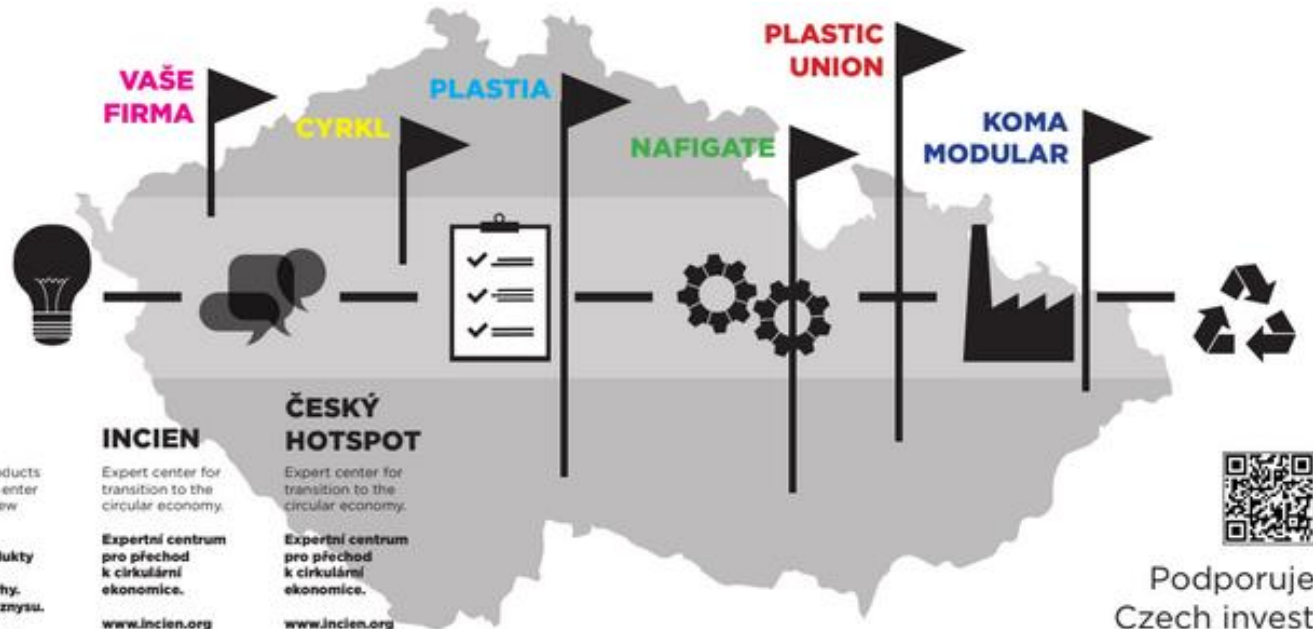 VAŠE
FIRMA
CYRKL
PLASTIA
NAFIGATE
PLASTIC
UNION
KOMA
MODULAR
enter
INCIEN
Expert center for
transition to the
circular economy.
Expertní centrum
pro přechod
k cirkulární
ekonomice.
www.incien.org
ČESKÝ
HOTSPOT
Expert center for
transition to the
circular economy.
Expertní centrum
pro přechod
k cirkulární
ekonomice.
www.incien.org
Podporuje
Czech invest